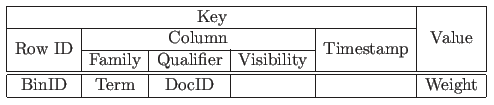 Key
Value
Row ID
Column
Timestamp
Family Qualifier Visibility
BinID Term DocID Weight